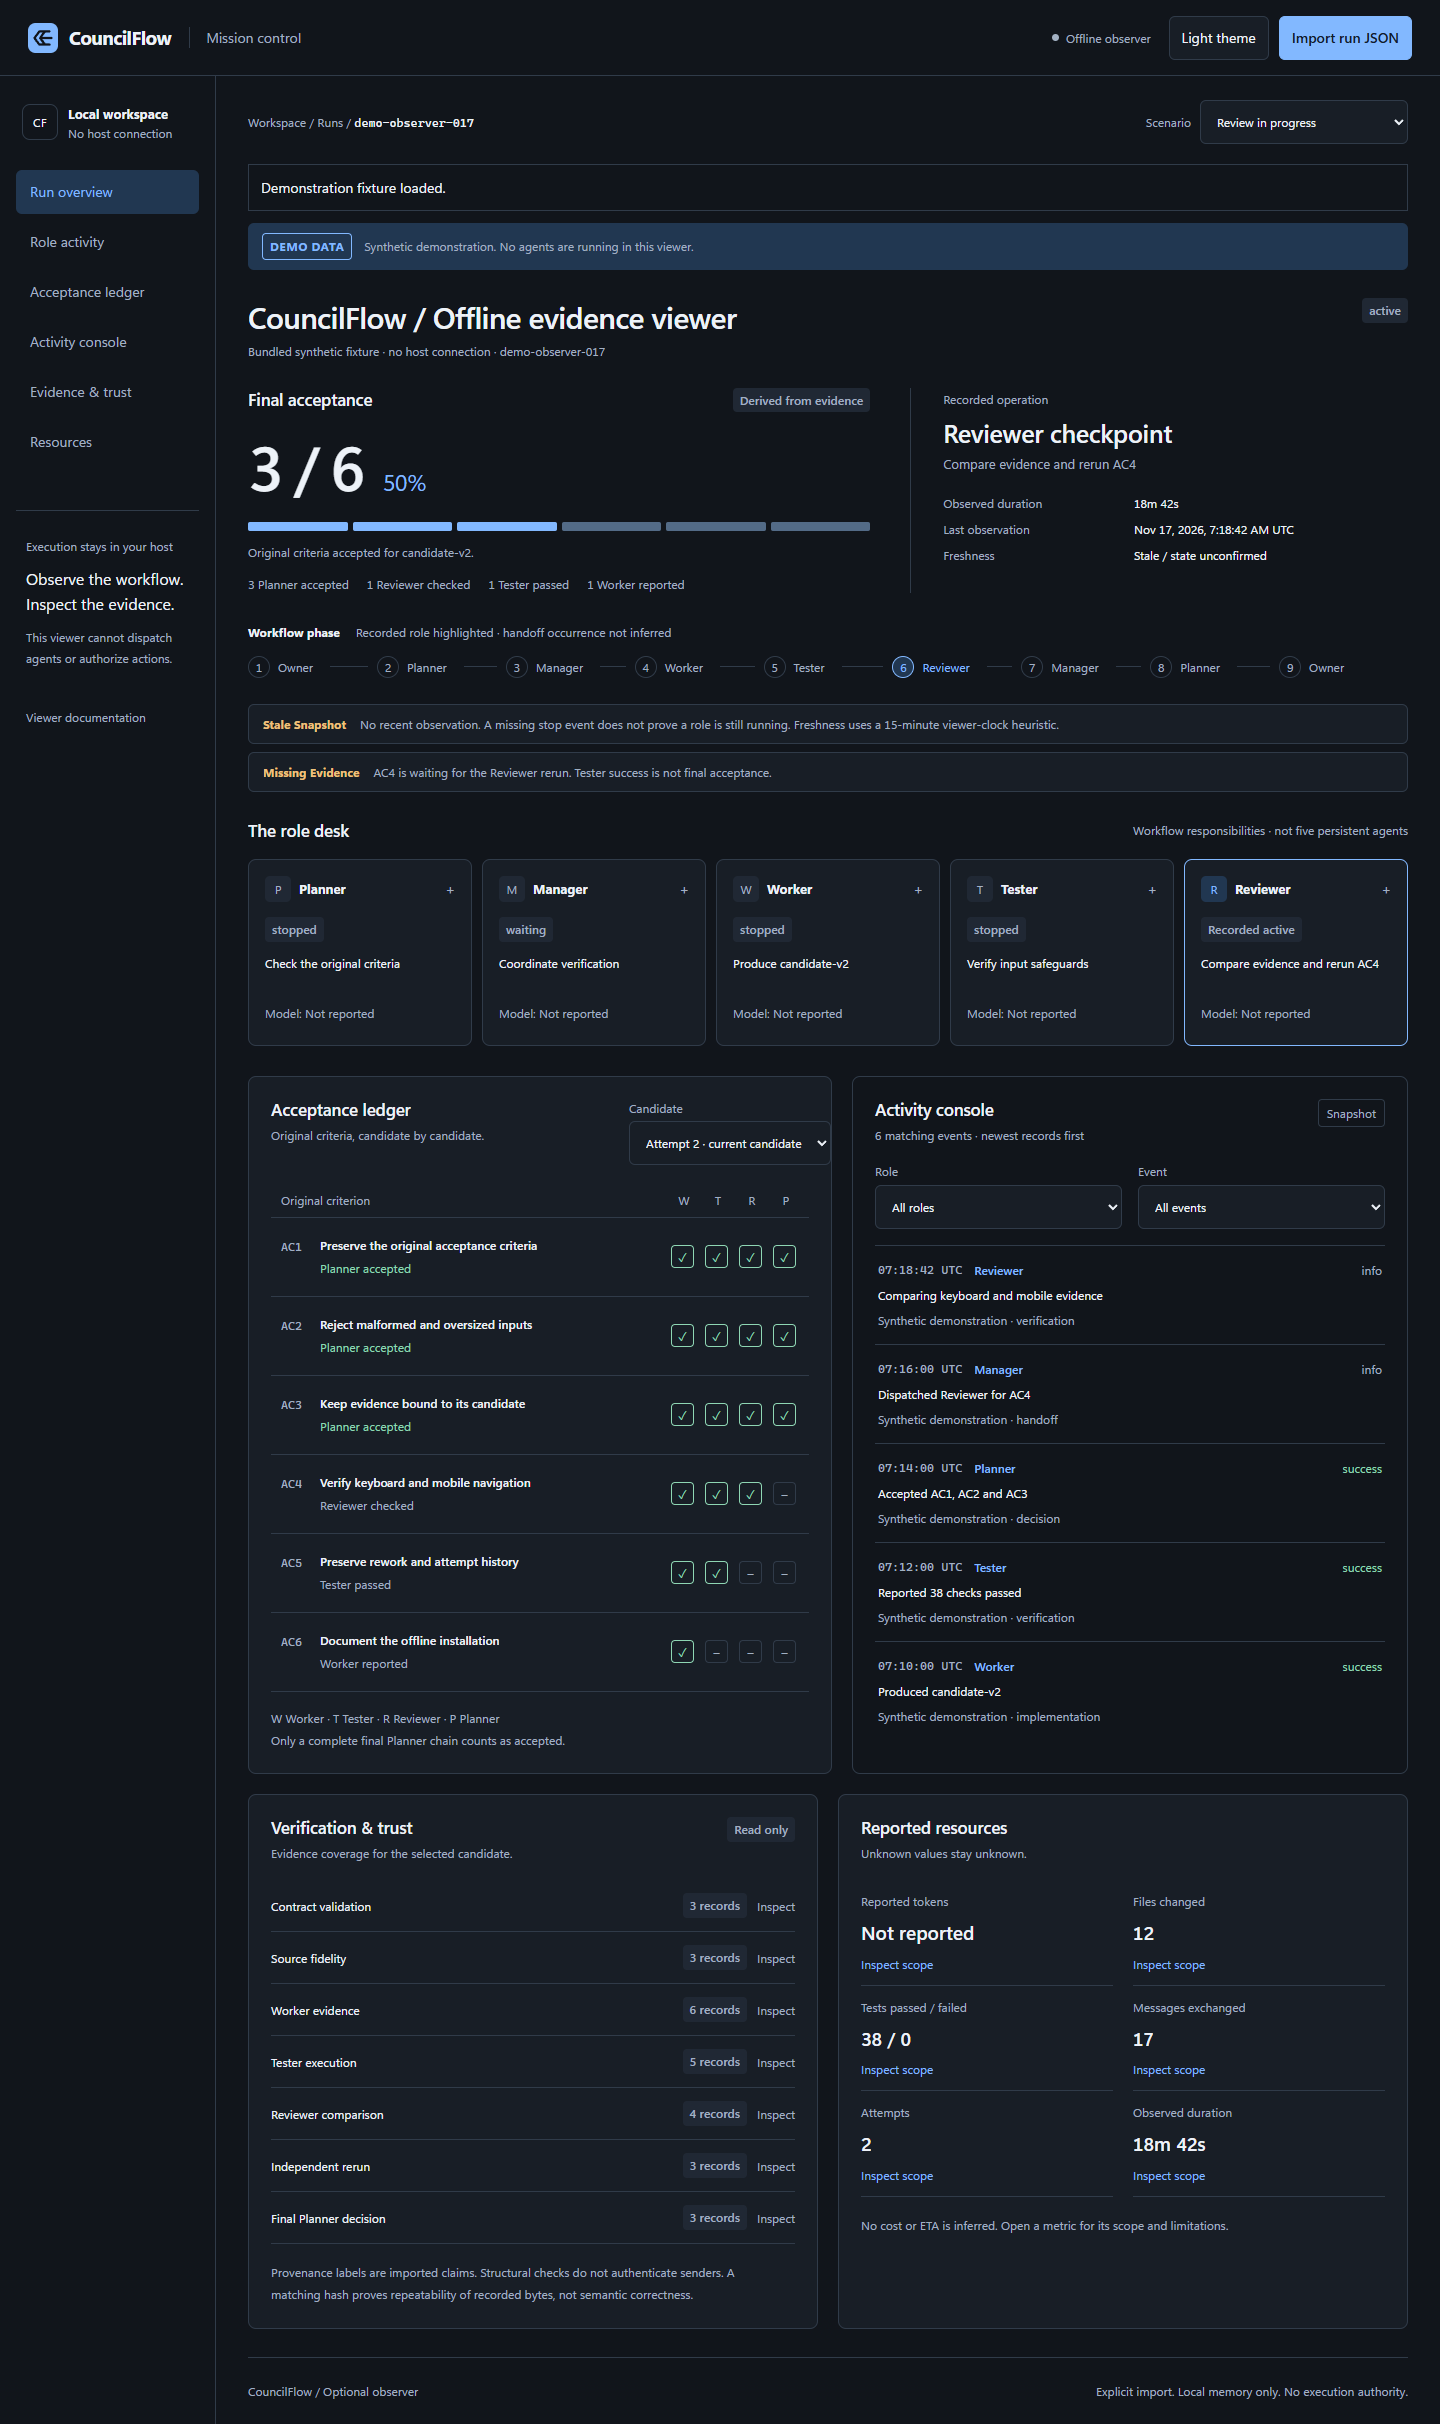 CouncilFlow
Mission control
Offline observer
Light theme
Import run JSON
CF
Local workspace
No host connection
Run overview
Role activity
Acceptance ledger
Activity console
Evidence & trust
Resources
Execution stays in your host
Observe the workflow.
Inspect the evidence.
This viewer cannot dispatch
agents or authorize actions.
Viewer documentation
Workspace / Runs / demo-observer-017
Scenario
Review in progress
Demonstration fixture loaded.
DEMO DATA
Synthetic demonstration. No agents are running in this viewer.
CouncilFlow / Offline evidence viewer
active
Bundled synthetic fixture · no host connection · demo-observer-017
Final acceptance
Derived from evidence
3 / 6
50%
Original criteria accepted for candidate-v2.
3 Planner accepted
1 Reviewer checked
1 Tester passed
1 Worker reported
Recorded operation
Reviewer checkpoint
Compare evidence and rerun AC4
Observed duration
18m 42s
Last observation
Nov 17, 2026, 7:18:42 AM UTC
Freshness
Stale / state unconfirmed
Workflow phase
Recorded role highlighted · handoff occurrence not inferred
1 Owner
2 Planner
3 Manager
4 Worker
5 Tester
6 Reviewer
7 Manager
8 Planner
9 Owner
Stale Snapshot
No recent observation. A missing stop event does not prove a role is still running. Freshness uses a 15-minute viewer-clock heuristic.
Missing Evidence
AC4 is waiting for the Reviewer rerun. Tester success is not final acceptance.
The role desk
Workflow responsibilities · not five persistent agents
P Planner +
stopped
Check the original criteria
Model: Not reported
M Manager +
waiting
Coordinate verification
Model: Not reported
W Worker +
stopped
Produce candidate-v2
Model: Not reported
T Tester +
stopped
Verify input safeguards
Model: Not reported
R Reviewer +
Recorded active
Compare evidence and rerun AC4
Model: Not reported
Acceptance ledger
Original criteria, candidate by candidate.
Candidate
Attempt 2 · current candidate
Original criterion W T R P
AC1 Preserve the original acceptance criteria ✓ ✓ ✓ ✓
Planner accepted
AC2 Reject malformed and oversized inputs ✓ ✓ ✓ ✓
Planner accepted
AC3 Keep evidence bound to its candidate ✓ ✓ ✓ ✓
Planner accepted
AC4 Verify keyboard and mobile navigation ✓ ✓ ✓ –
Reviewer checked
AC5 Preserve rework and attempt history ✓ ✓ – –
Tester passed
AC6 Document the offline installation ✓ – – –
Worker reported
W Worker · T Tester · R Reviewer · P Planner
Only a complete final Planner chain counts as accepted.
Activity console
6 matching events · newest records first
Snapshot
Role
All roles
Event
All events
07:18:42 UTC Reviewer info
Comparing keyboard and mobile evidence
Synthetic demonstration · verification
07:16:00 UTC Manager info
Dispatched Reviewer for AC4
Synthetic demonstration · handoff
07:14:00 UTC Planner success
Accepted AC1, AC2 and AC3
Synthetic demonstration · decision
07:12:00 UTC Tester success
Reported 38 checks passed
Synthetic demonstration · verification
07:10:00 UTC Worker success
Produced candidate-v2
Synthetic demonstration · implementation
Verification & trust
Evidence coverage for the selected candidate.
Read only
Contract validation 3 records Inspect
Source fidelity 3 records Inspect
Worker evidence 6 records Inspect
Tester execution 5 records Inspect
Reviewer comparison 4 records Inspect
Independent rerun 3 records Inspect
Final Planner decision 3 records Inspect
Provenance labels are imported claims. Structural checks do not authenticate senders. A
matching hash proves repeatability of recorded bytes, not semantic correctness.
Reported resources
Unknown values stay unknown.
Reported tokens
Not reported
Inspect scope
Files changed
12
Inspect scope
Tests passed / failed
38 / 0
Inspect scope
Messages exchanged
17
Inspect scope
Attempts
2
Inspect scope
Observed duration
18m 42s
Inspect scope
No cost or ETA is inferred. Open a metric for its scope and limitations.
CouncilFlow / Optional observer
Explicit import. Local memory only. No execution authority.